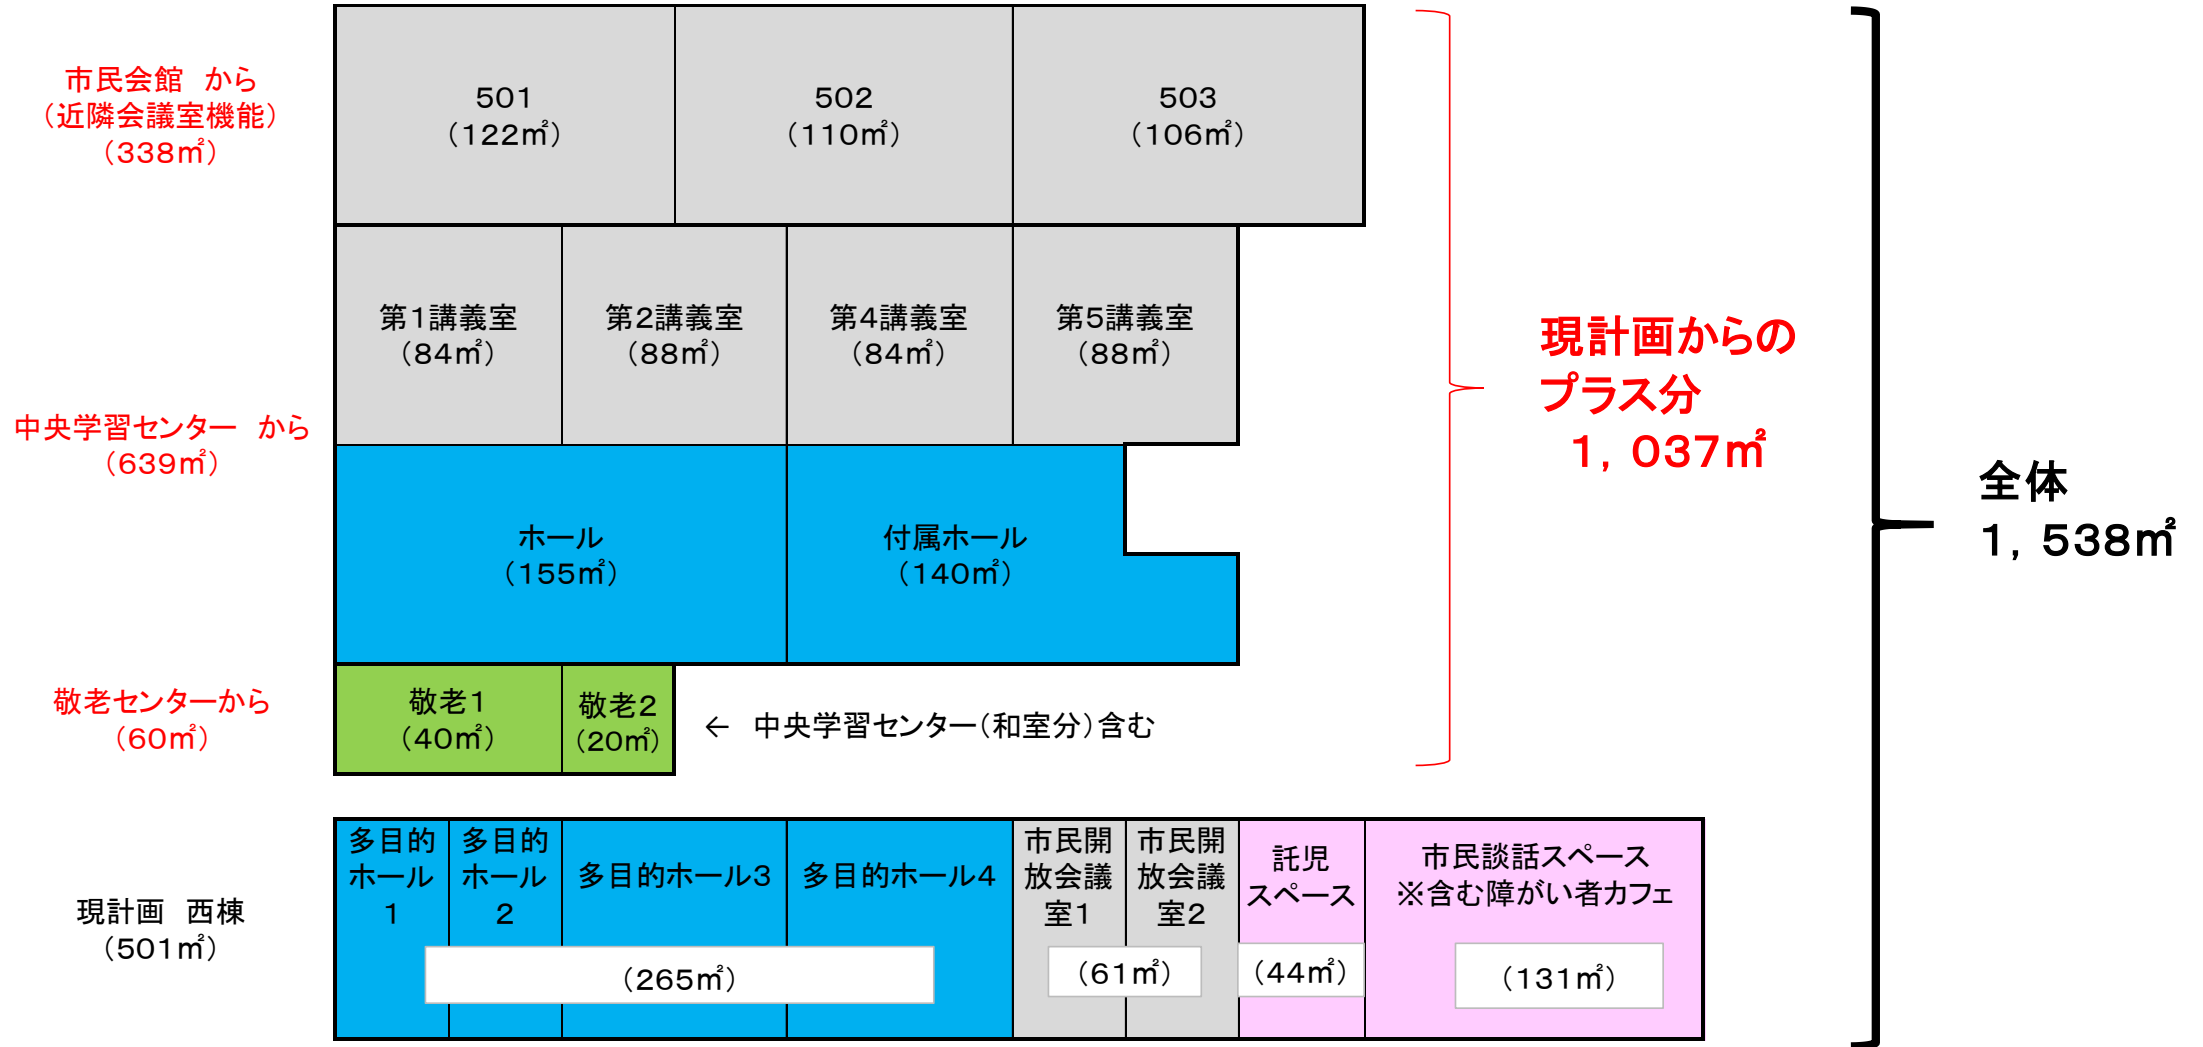 市民会館　から
（近隣会議室機能）
（338㎡）
501
（122㎡）
502
（110㎡）
503
（106㎡）
中央学習センター　から
（639㎡）
第1講義室
（84㎡）
第2講義室
（88㎡）
第4講義室
（84㎡）
第5講義室
（88㎡）
ホール
（155㎡）
付属ホール
（140㎡）
敬老センターから
（60㎡）
敬老1
（40㎡）
敬老2
（20㎡）
←　中央学習センター（和室分）含む
現計画からの
プラス分
1，037㎡
全体
1，538㎡
現計画　西棟
（501㎡）
多目的
ホール
1
多目的
ホール
2
多目的ホール3
多目的ホール4
（265㎡）
市民開
放会議
室1
市民開
放会議
室2
（61㎡）
託児
スペース
（44㎡）
市民談話スペース
※含む障がい者カフェ
（131㎡）